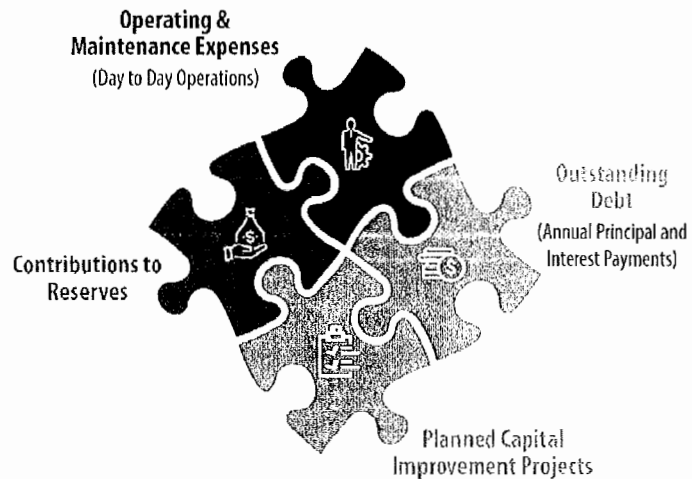 Operating &
Maintenance Expenses
(Day to Day Operations)
Outstanding
Debt
(Annual Principal and
Interest Payments)
Contributions to
Reserves
$
$
Planned Capital
Improvement Projects